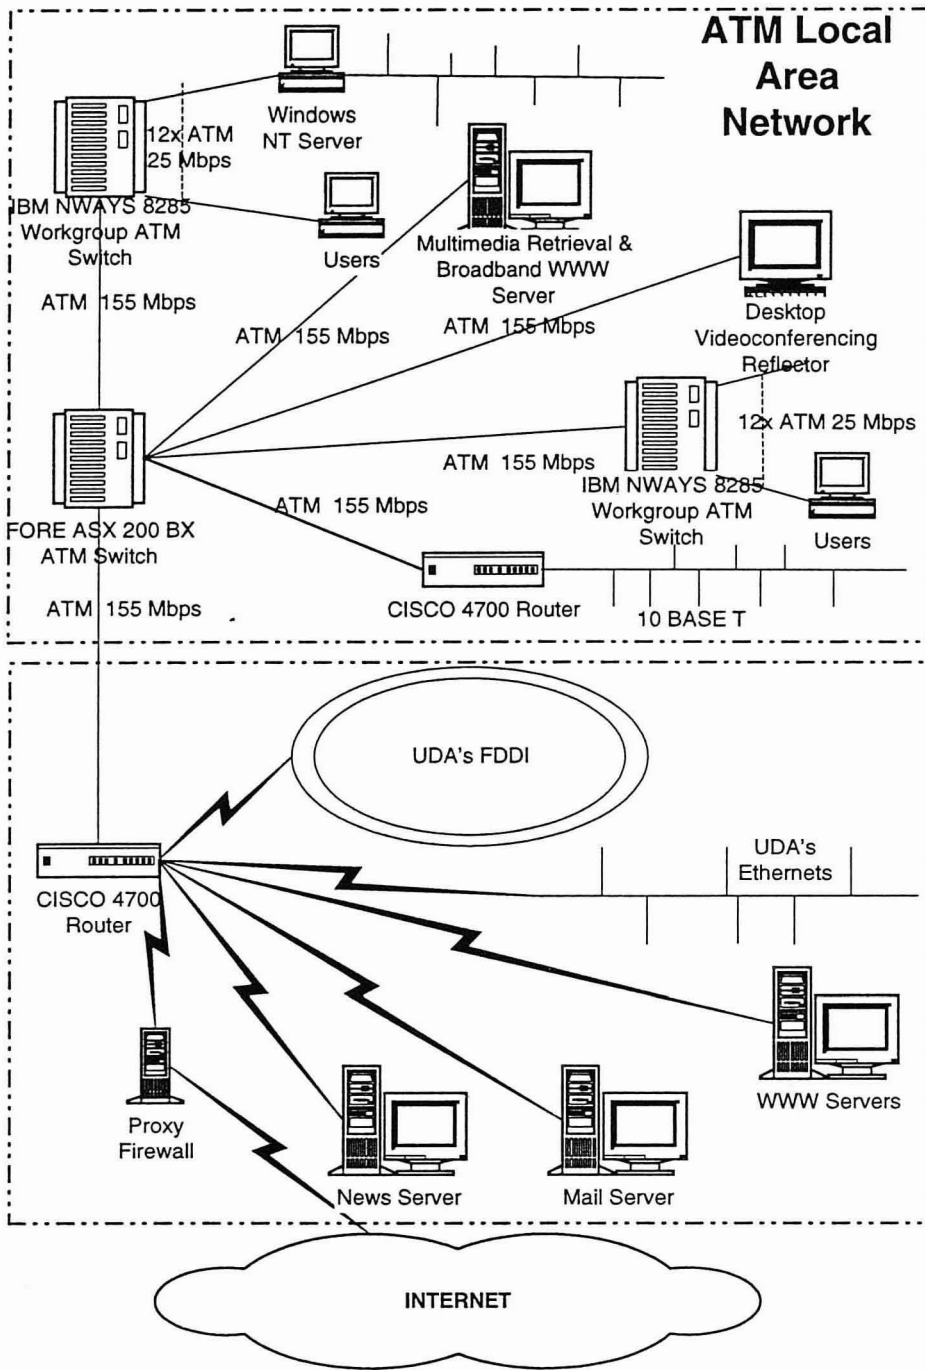 ATM Local
Area
Network
Windows
NT Server
12x ATM
25 Mbps
IBM NWAYS 8285
Workgroup ATM
Switch
Users
Multimedia Retrieval &
Broadband WWW
Server
ATM 155 Mbps
ATM 155 Mbps
ATM 155 Mbps
Desktop
Videoconferencing
Reflector
12x ATM 25 Mbps
ATM 155 Mbps
IBM NWAYS 8285
Workgroup ATM
Switch
Users
ATM 155 Mbps
FORE ASX 200 BX
ATM Switch
ATM 155 Mbps
CISCO 4700 Router
10 BASE T
UDA's FDDI
UDA's
Ethernets
CISCO 4700
Router
WWW Servers
Proxy
Firewall
News Server
Mail Server
INTERNET